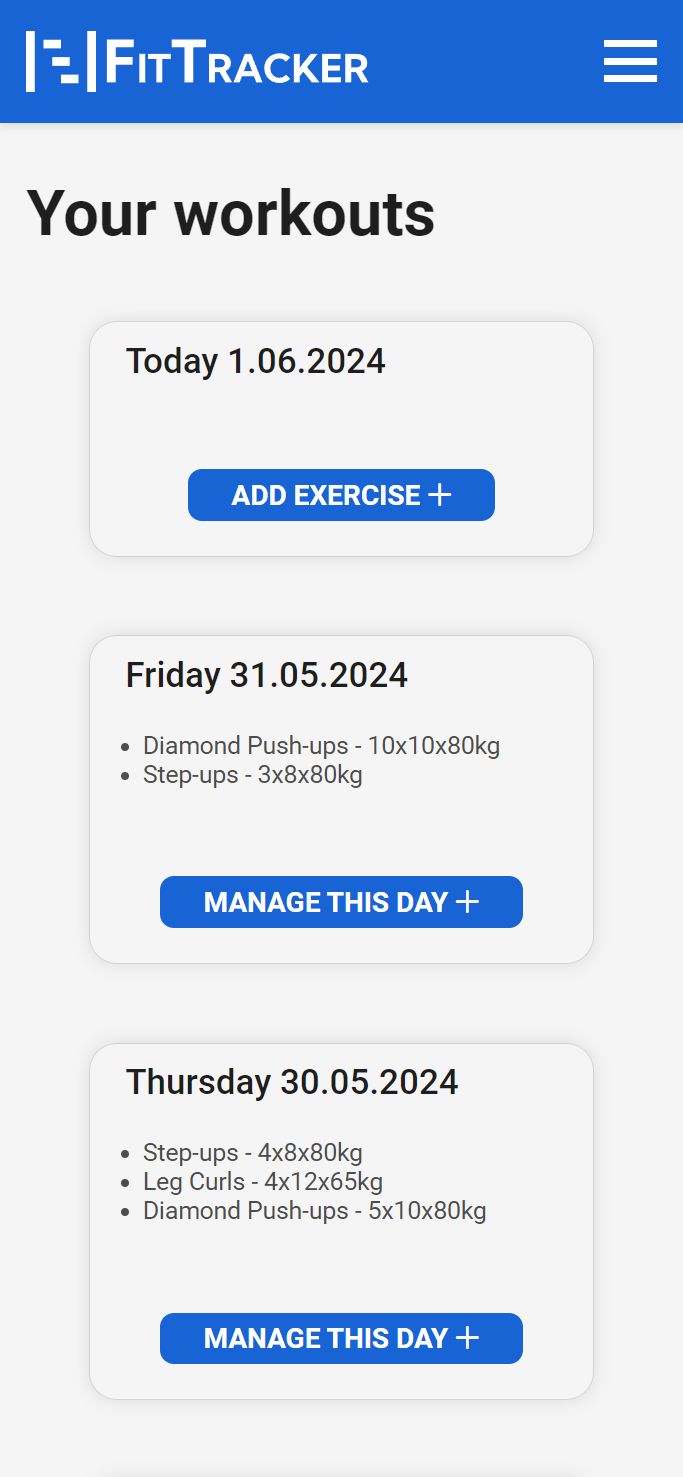 FITTRACKER
Your workouts
Today 1.06.2024
ADD EXERCISE +
Friday 31.05.2024
• Diamond Push-ups - 10x10x80kg
• Step-ups - 3x8x80kg
MANAGE THIS DAY +
Thursday 30.05.2024
• Step-ups - 4x8x80kg
• Leg Curls - 4x12x65kg
• Diamond Push-ups - 5x10x80kg
MANAGE THIS DAY +